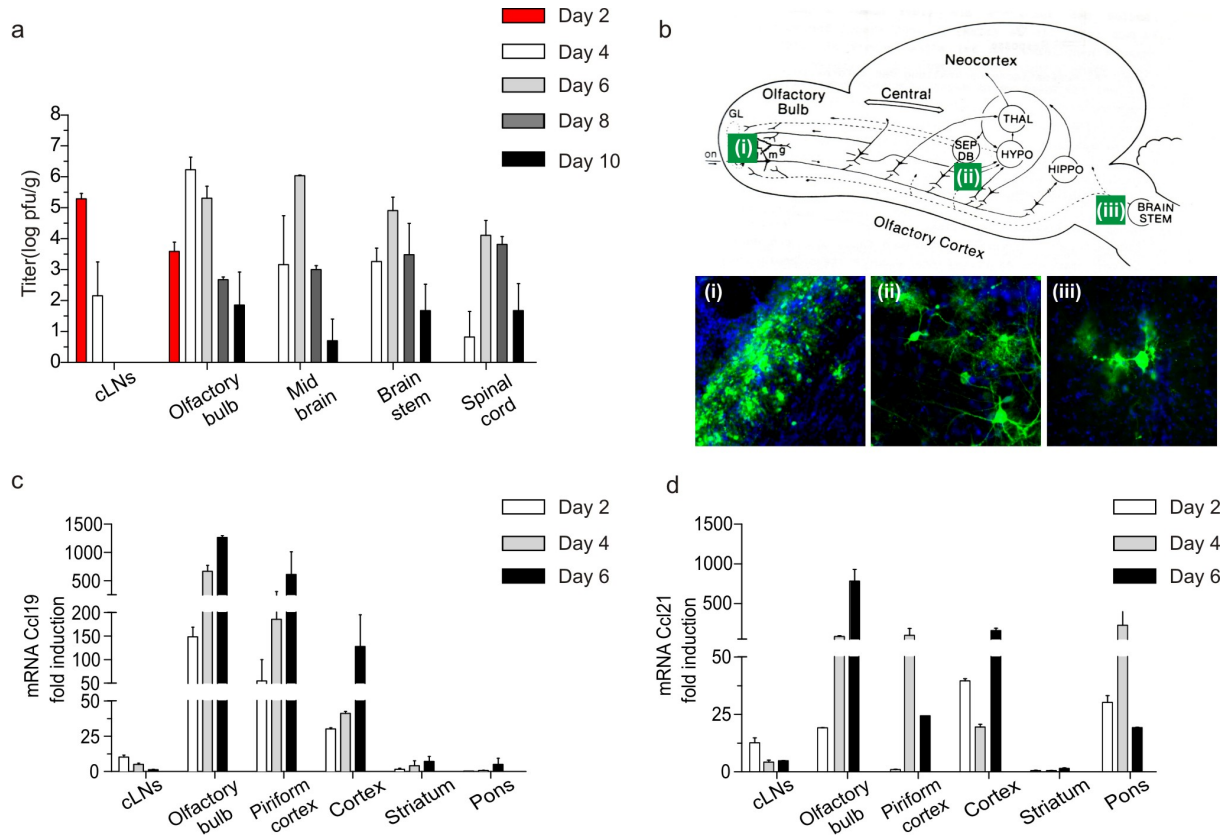 a
Day 2
Day 4
Day 6
Day 8
Day 10
Titer(log pfu/g)
8
7
6
5
4
3
2
1
0
cLNs
Olfactory
bulb
Mid
brain
Brain
stem
Spinal
cord
b
Neocortex
Olfactory
Bulb
Central
GL
THAL
(i)
m g
on
SEP
DB
HYPO
(ii)
HIPPO
(iii)
BRAIN
STEM
Olfactory Cortex
(i)
(ii)
(iii)
c
Day 2
Day 4
Day 6
mRNA Ccl19
fold induction
1500
1000
500
200
150
100
50
50
25
0
cLNs
Olfactory
bulb
Piriform
cortex
Cortex
Striatum
Pons
d
Day 2
Day 4
Day 6
mRNA Ccl21
fold induction
1500
1000
500
50
25
0
cLNs
Olfactory
bulb
Piriform
cortex
Cortex
Striatum
Pons